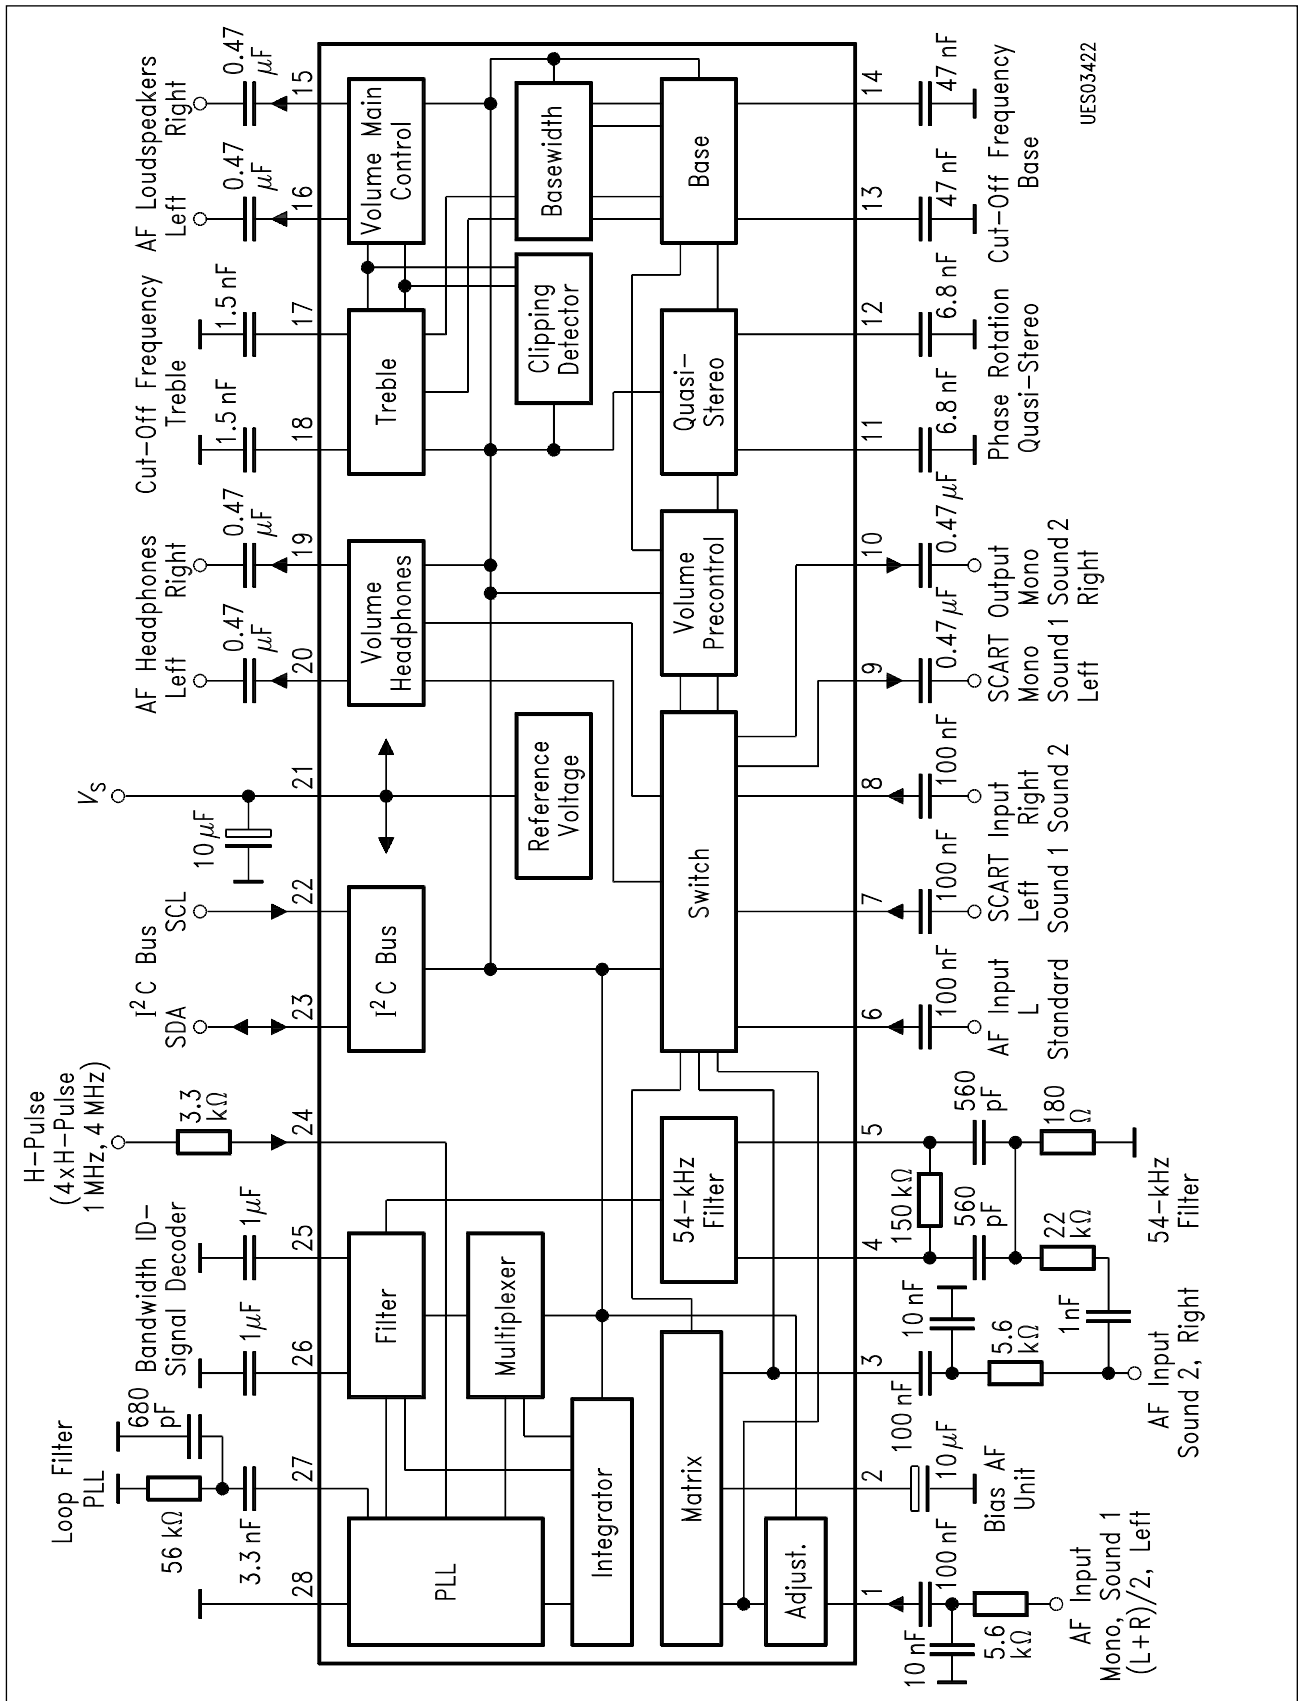 Loop Filter
PLL
680
pF
56 kΩ
3.3 nF
Bandwidth ID-
Signal Decoder
1 μF
1 μF
H-Pulse
(4xH-Pulse
1 MHz, 4 MHz)
3.3
kΩ
I²C Bus
SDA
SCL
Vs
10 μF
AF Headphones
Left
Right
0.47
μF
0.47
μF
Cut-Off Frequency
Treble
1.5 nF
1.5 nF
AF Loudspeakers
Left
Right
0.47
μF
0.47
μF
28
27
26
25
24
23
22
21
20
19
18
17
16
15
PLL
Filter
Multiplexer
Integrator
I²C Bus
Reference
Voltage
Volume
Headphones
Treble
Clipping
Detector
Volume Main
Control
Basewidth
Adjust.
Matrix
54-kHz
Filter
Switch
Volume
Precontrol
Quasi-
Stereo
Base
1
2
3
4
5
6
7
8
9
10
11
12
13
14
10 nF
100 nF
5.6
kΩ
AF Input
Mono, Sound 1
(L+R)/2, Left
10 μF
Bias AF
Unit
100 nF
10 nF
5.6
kΩ
1 nF
AF Input
Sound 2, Right
150 kΩ
560
pF
560
pF
22
kΩ
180
Ω
54-kHz
Filter
100 nF
AF Input
L
Standard
100 nF
100 nF
SCART Input
Left Right
Sound 1 Sound 2
0.47 μF
0.47 μF
SCART Output
Mono Mono
Sound 1 Sound 2
Left Right
6.8 nF
6.8 nF
Phase Rotation
Quasi-Stereo
47 nF
47 nF
Cut-Off Frequency
Base
UES03422